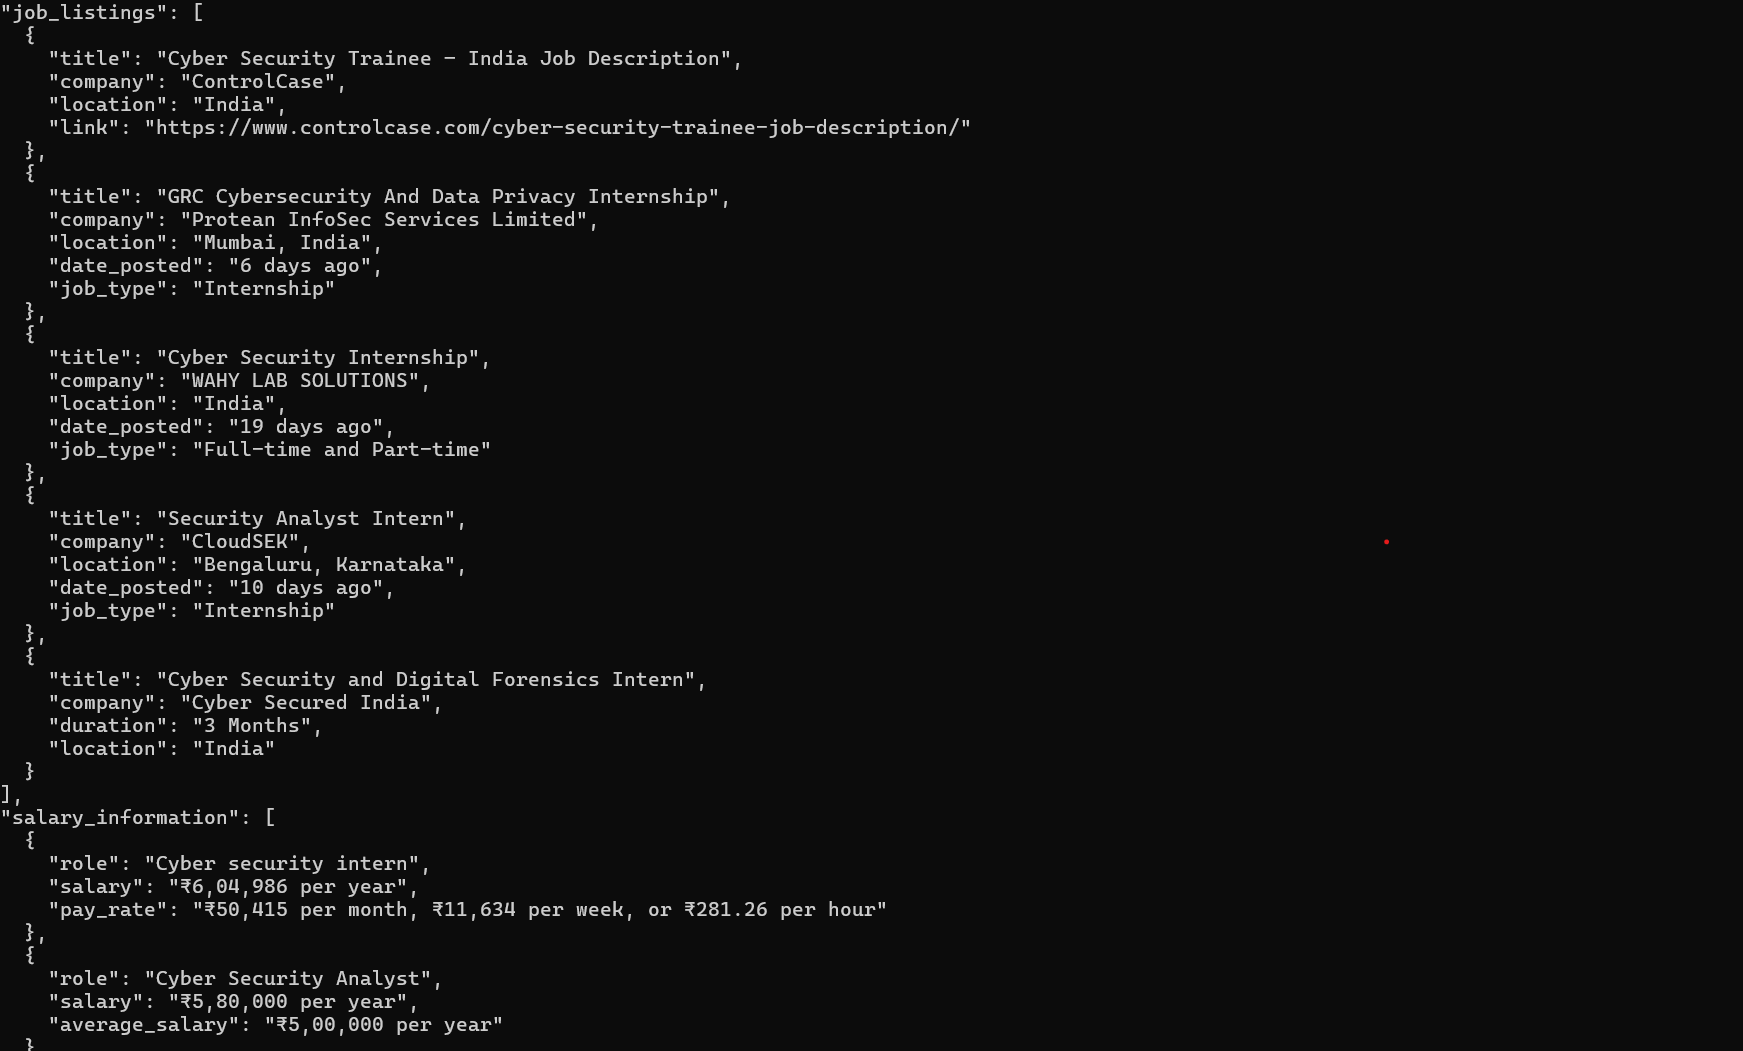 "job_listings": [
  {
    "title": "Cyber Security Trainee – India Job Description",
    "company": "ControlCase",
    "location": "India",
    "link": "https://www.controlcase.com/cyber-security-trainee-job-description/"
  },
  {
    "title": "GRC Cybersecurity And Data Privacy Internship",
    "company": "Protean InfoSec Services Limited",
    "location": "Mumbai, India",
    "date_posted": "6 days ago",
    "job_type": "Internship"
  },
  {
    "title": "Cyber Security Internship",
    "company": "WAHY LAB SOLUTIONS",
    "location": "India",
    "date_posted": "19 days ago",
    "job_type": "Full-time and Part-time"
  },
  {
    "title": "Security Analyst Intern",
    "company": "CloudSEK",
    "location": "Bengaluru, Karnataka",
    "date_posted": "10 days ago",
    "job_type": "Internship"
  },
  {
    "title": "Cyber Security and Digital Forensics Intern",
    "company": "Cyber Secured India",
    "duration": "3 Months",
    "location": "India"
  }
],
"salary_information": [
  {
    "role": "Cyber security intern",
    "salary": "₹6,04,986 per year",
    "pay_rate": "₹50,415 per month, ₹11,634 per week, or ₹281.26 per hour"
  },
  {
    "role": "Cyber Security Analyst",
    "salary": "₹5,80,000 per year",
    "average_salary": "₹5,00,000 per year"
  }